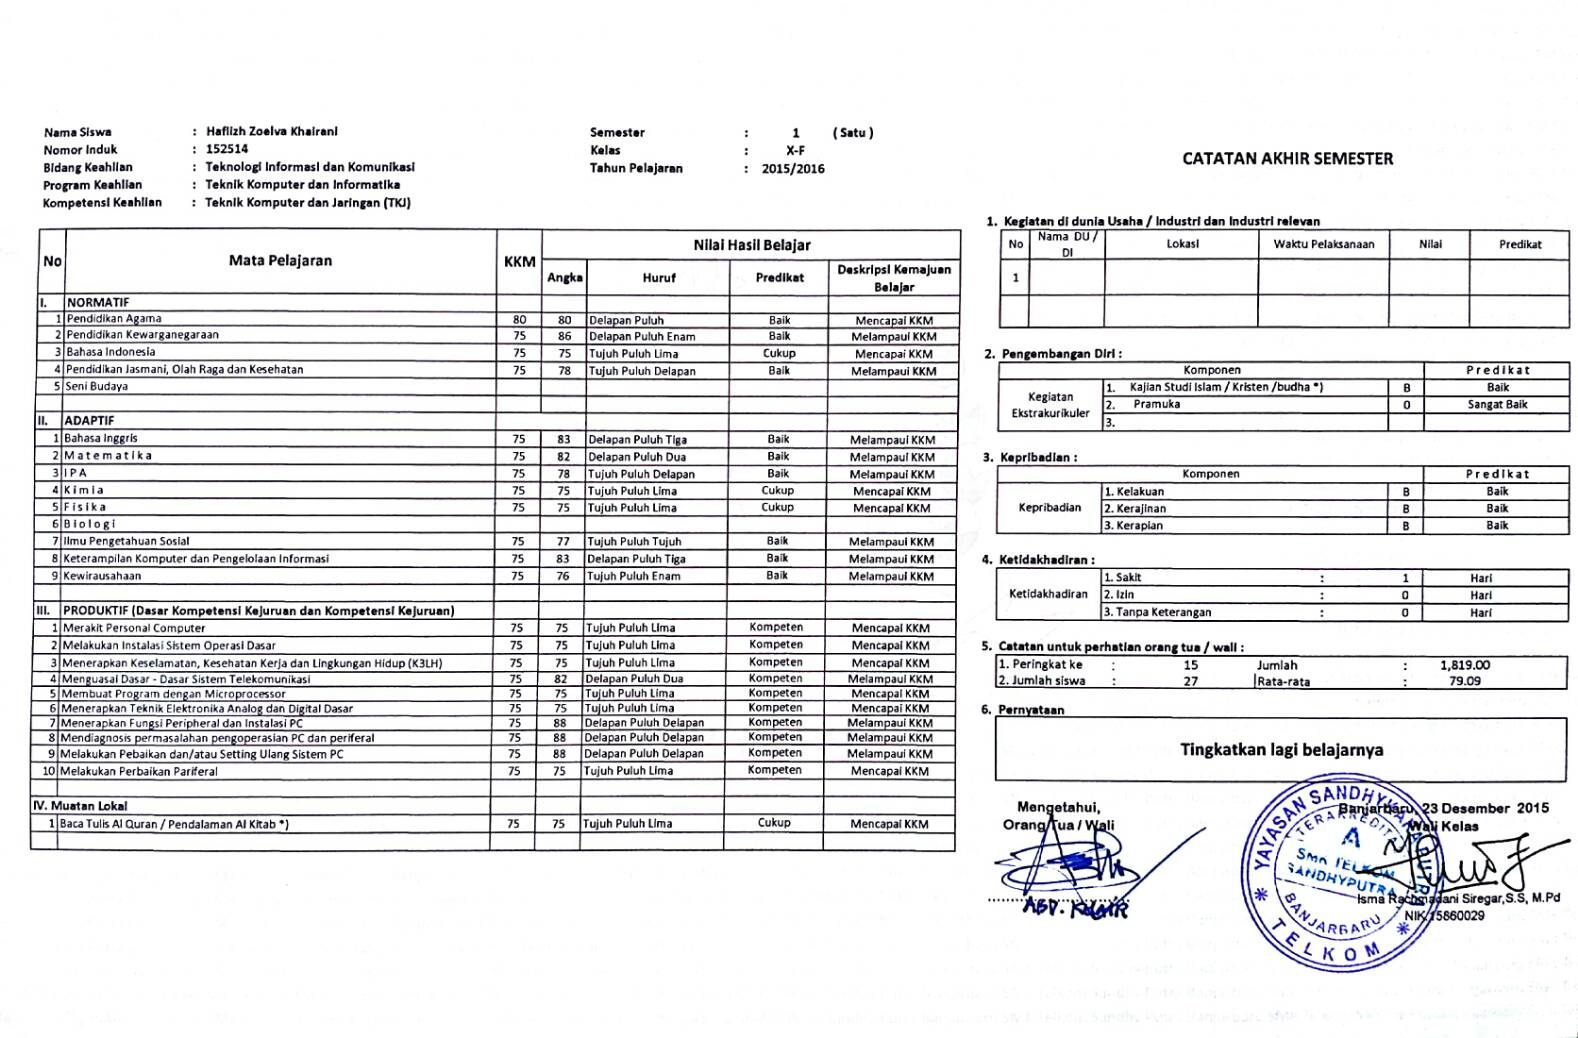 Nama Siswa : Hafiizh Zoelva Khairani
Nomor Induk : 152514
Bidang Keahlian : Teknologi Informasi dan Komunikasi
Program Keahlian : Teknik Komputer dan Informatika
Kompetensi Keahlian : Teknik Komputer dan Jaringan (TKJ)
Semester : 1 ( Satu )
Kelas : X-F
Tahun Pelajaran : 2015/2016
No Mata Pelajaran KKM Nilai Hasil Belajar
Angka Huruf Predikat Deskripsi Kemajuan Belajar
I. NORMATIF
1 Pendidikan Agama 80 80 Delapan Puluh Baik Mencapai KKM
2 Pendidikan Kewarganegaraan 75 86 Delapan Puluh Enam Baik Melampaui KKM
3 Bahasa Indonesia 75 75 Tujuh Puluh Lima Cukup Mencapai KKM
4 Pendidikan Jasmani, Olah Raga dan Kesehatan 75 78 Tujuh Puluh Delapan Baik Melampaui KKM
5 Seni Budaya
II. ADAPTIF
1 Bahasa Inggris 75 83 Delapan Puluh Tiga Baik Melampaui KKM
2 M a t e m a t i k a 75 82 Delapan Puluh Dua Baik Melampaui KKM
3 I P A 75 78 Tujuh Puluh Delapan Baik Melampaui KKM
4 K i m i a 75 75 Tujuh Puluh Lima Cukup Mencapai KKM
5 F i s i k a 75 75 Tujuh Puluh Lima Cukup Mencapai KKM
6 B i o l o g i
7 Ilmu Pengetahuan Sosial 75 77 Tujuh Puluh Tujuh Baik Melampaui KKM
8 Keterampilan Komputer dan Pengelolaan Informasi 75 83 Delapan Puluh Tiga Baik Melampaui KKM
9 Kewirausahaan 75 76 Tujuh Puluh Enam Baik Melampaui KKM
III. PRODUKTIF (Dasar Kompetensi Kejuruan dan Kompetensi Kejuruan)
1 Merakit Personal Computer 75 75 Tujuh Puluh Lima Kompeten Mencapai KKM
2 Melakukan Instalasi Sistem Operasi Dasar 75 75 Tujuh Puluh Lima Kompeten Mencapai KKM
3 Menerapkan Keselamatan, Kesehatan Kerja dan Lingkungan Hidup (K3LH) 75 75 Tujuh Puluh Lima Kompeten Mencapai KKM
4 Menguasai Dasar - Dasar Sistem Telekomunikasi 75 82 Delapan Puluh Dua Kompeten Melampaui KKM
5 Membuat Program dengan Microprocessor 75 75 Tujuh Puluh Lima Kompeten Mencapai KKM
6 Menerapkan Teknik Elektronika Analog dan Digital Dasar 75 75 Tujuh Puluh Lima Kompeten Mencapai KKM
7 Menerapkan Fungsi Peripheral dan Instalasi PC 75 88 Delapan Puluh Delapan Kompeten Melampaui KKM
8 Mendiagnosis permasalahan pengoperasian PC dan periferal 75 88 Delapan Puluh Delapan Kompeten Melampaui KKM
9 Melakukan Pebaikan dan/atau Setting Ulang Sistem PC 75 88 Delapan Puluh Delapan Kompeten Melampaui KKM
10 Melakukan Perbaikan Pariferal 75 75 Tujuh Puluh Lima Kompeten Mencapai KKM
IV. Muatan Lokal
1 Baca Tulis Al Quran / Pendalaman Al Kitab *) 75 75 Tujuh Puluh Lima Cukup Mencapai KKM
CATATAN AKHIR SEMESTER
1. Kegiatan di dunia Usaha / Industri dan Industri relevan
No Nama DU / DI Lokasi Waktu Pelaksanaan Nilai Predikat
1
2. Pengembangan Diri :
Komponen P r e d i k a t
Kegiatan Ekstrakurikuler
1. Kajian Studi Islam / Kristen /budha *) B Baik
2. Pramuka 0 Sangat Baik
3.
3. Kepribadian :
Komponen P r e d i k a t
Kepribadian
1. Kelakuan B Baik
2. Kerajinan B Baik
3. Kerapian B Baik
4. Ketidakhadiran :
Ketidakhadiran
1. Sakit : 1 Hari
2. Izin : 0 Hari
3. Tanpa Keterangan : 0 Hari
5. Catatan untuk perhatian orang tua / wali :
1. Peringkat ke : 15 Jumlah : 1,819.00
2. Jumlah siswa : 27 Rata-rata : 79.09
6. Pernyataan
Tingkatkan lagi belajarnya
Mengetahui,
Orang Tua / Wali
ABD. KHAIR
Banjarbaru, 23 Desember 2015
Wali Kelas
Isma Rachmadani Siregar,S.S, M.Pd
NIK 15860029
YAYASAN SANDHYKARA PUTRA
TELKOM
TERAKREDITASI
A
SMK TELKOM
SANDHYPUTRA
BANJARBARU